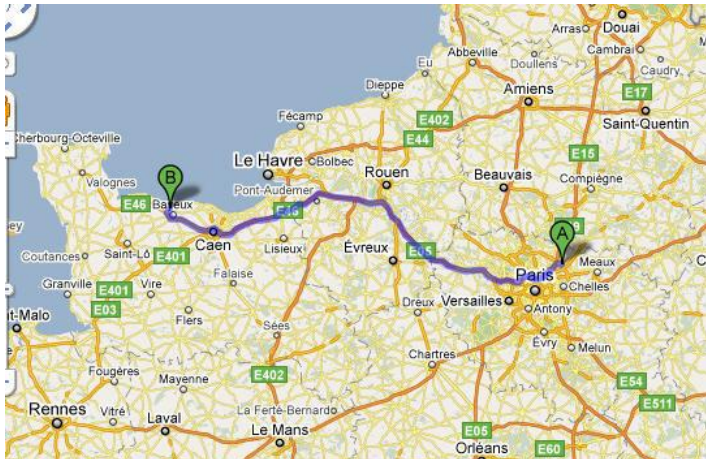 Douai
Arras
Abbeville
Eu
Doullens
Cambrai
Caudry
Dieppe
Amiens
E17
Saint-Quentin
Fécamp
E402
E44
Cherbourg-Octeville
Le Havre
Bolbec
Rouen
Beauvais
E15
Compiègne
Valognes
B
Pont-Audemer
E46
Bayeux
E46
A
Caen
Lisieux
Évreux
E05
Meaux
Coutances
Saint-Lô
E401
Paris
Chelles
Granville
E401
Vire
Falaise
Versailles
Dreux
Antony
E03
Flers
nt-Malo
Sées
Évry
Melun
Chartres
Fougères
Mayenne
E402
E54
E511
Rennes
Vitré
Laval
La Ferté-Bernard
Le Mans
E05
E60
Orléans